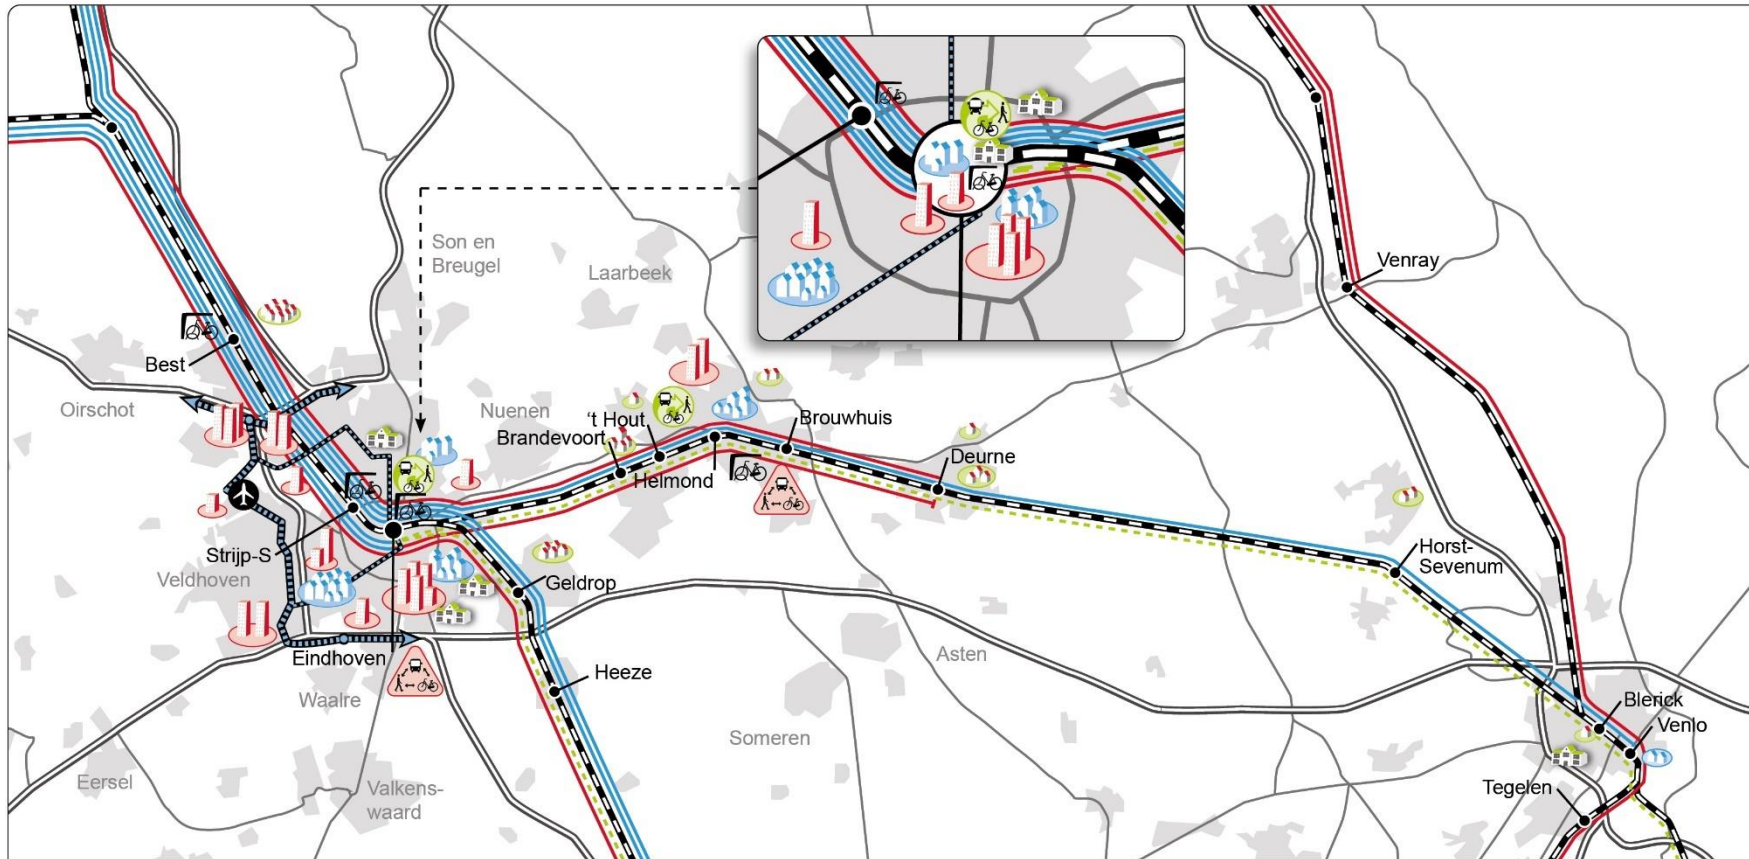 Son en
Breugel
Laarbeek
Venray
Best
Oirschot
Nuenen
't Hout
Brandevoort
Brouwhuis
Helmond
Deurne
Strijp-S
Veldhoven
Geldrop
Horst-
Sevenum
Eindhoven
Waalre
Heeze
Asten
Blerick
Venlo
Someren
Eersel
Valkens-
waard
Tegelen